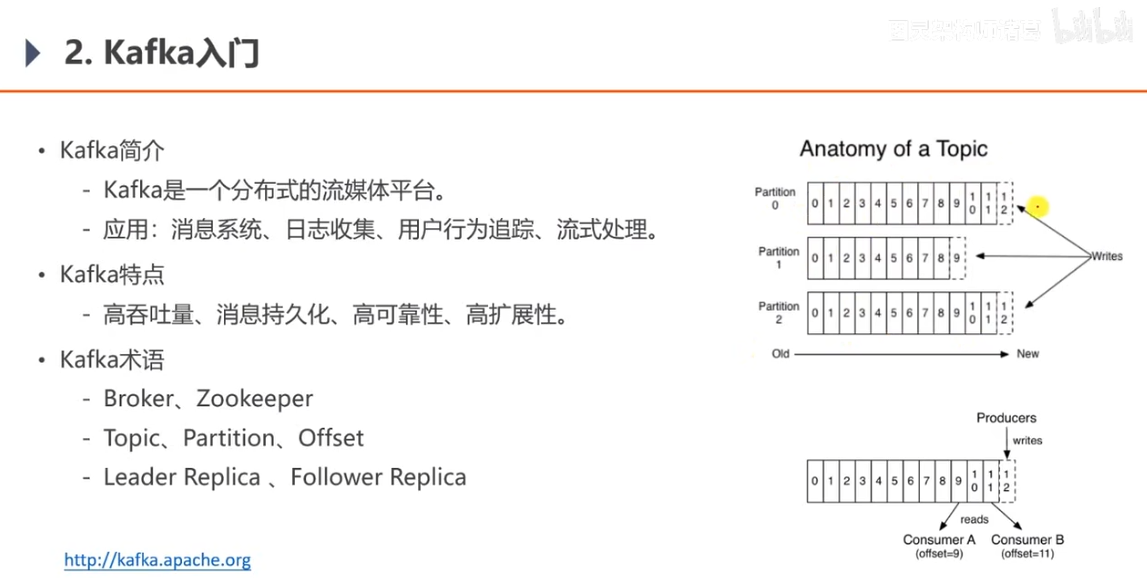 2. Kafka入门
Kafka简介
- Kafka是一个分布式的流媒体平台。
- 应用：消息系统、日志收集、用户行为追踪、流式处理。
Kafka特点
- 高吞吐量、消息持久化、高可靠性、高扩展性。
Kafka术语
- Broker、Zookeeper
- Topic、Partition、Offset
- Leader Replica 、Follower Replica
http://kafka.apache.org
Anatomy of a Topic
Partition 0
0 1 2 3 4 5 6 7 8 9 10 11 12
Partition 1
0 1 2 3 4 5 6 7 8 9
Partition 2
0 1 2 3 4 5 6 7 8 9 10 11 12
Writes
Old
New
Producers
writes
0 1 2 3 4 5 6 7 8 9 10 11 12
reads
Consumer A
(offset=9)
Consumer B
(offset=11)
bilibili